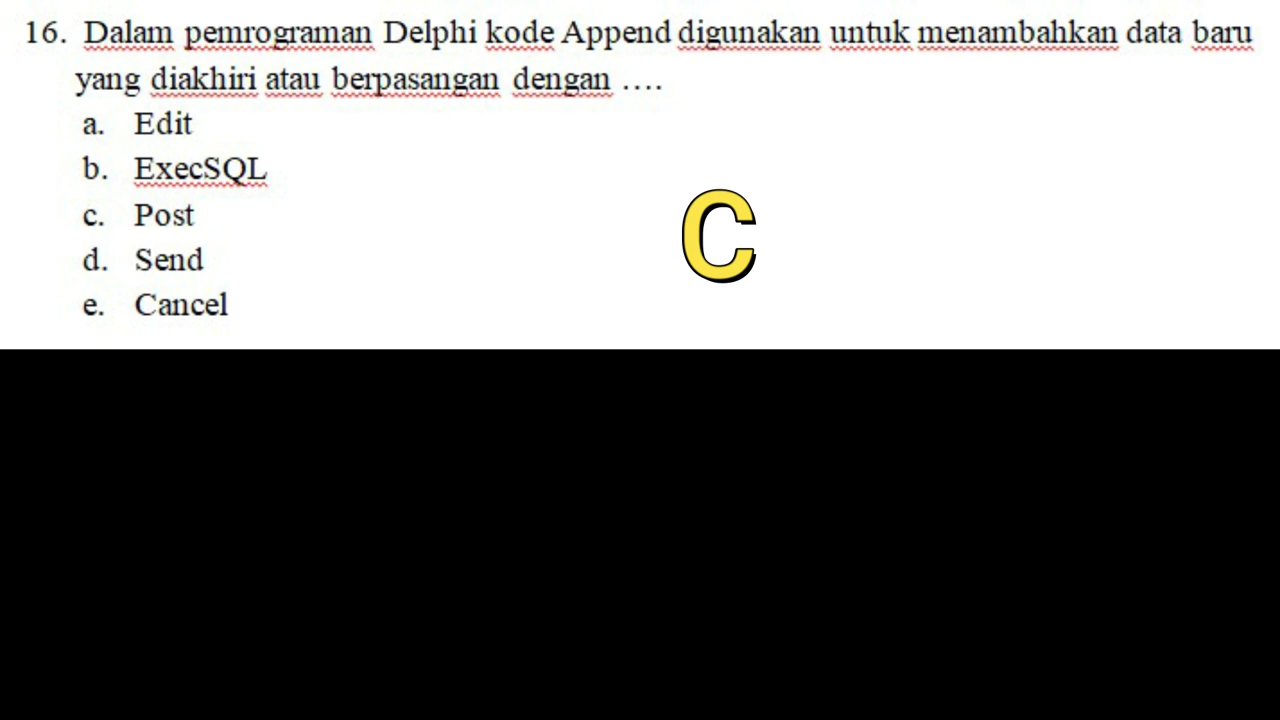 16. Dalam pemrograman Delphi kode Append digunakan untuk menambahkan data baru
yang diakhiri atau berpasangan dengan ....
a. Edit
b. ExecSQL
c. Post
d. Send
e. Cancel
C